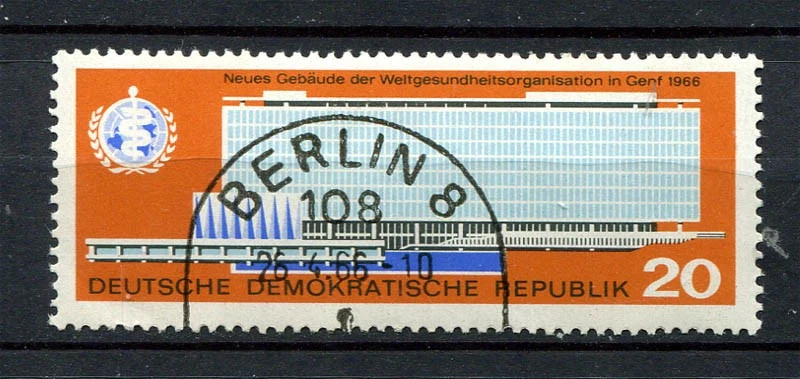 Neues Gebäude der Weltgesundheitsorganisation in Genf 1966
BERLIN 8
108
26.4.66-10
DEUTSCHE DEMOKRATISCHE REPUBLIK 20